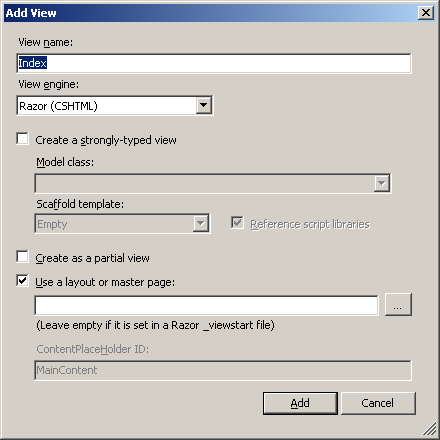 Add View
View name:
Index
View engine:
Razor (CSHTML)
Create a strongly-typed view
Model class:
Scaffold template:
Empty
Reference script libraries
Create as a partial view
Use a layout or master page:
...
(Leave empty if it is set in a Razor _viewstart file)
ContentPlaceHolder ID:
MainContent
Add Cancel